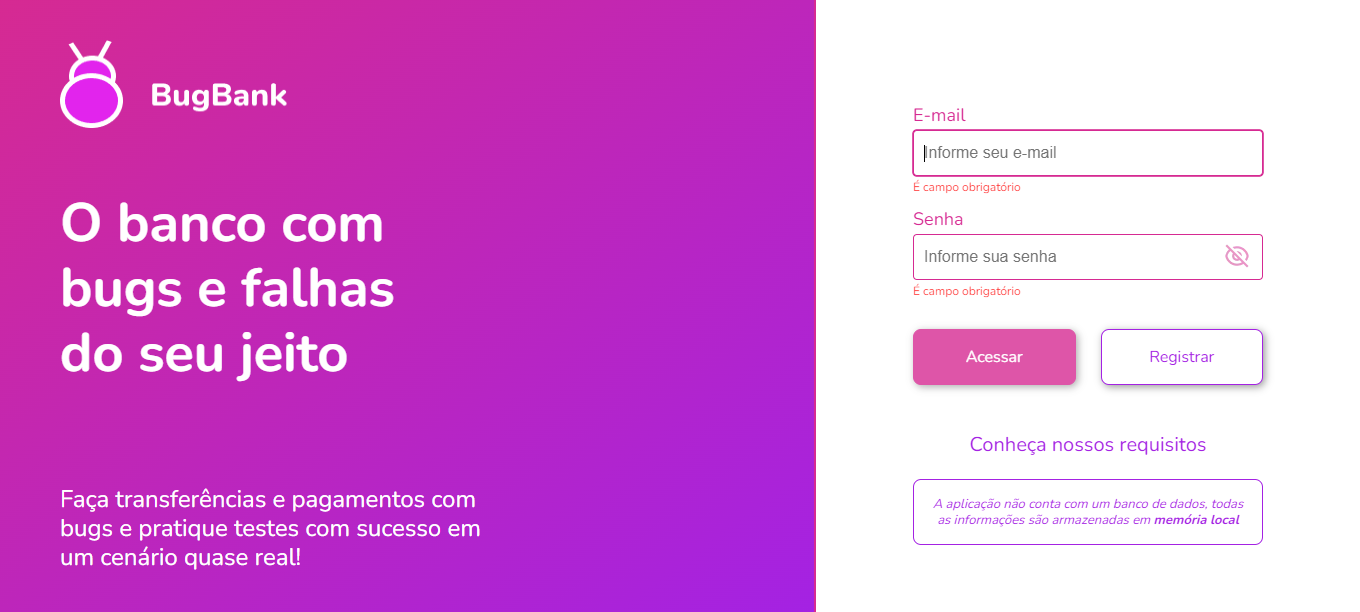 BugBank
O banco com
bugs e falhas
do seu jeito
Faça transferências e pagamentos com
bugs e pratique testes com sucesso em
um cenário quase real!
E-mail
Informe seu e-mail
É campo obrigatório
Senha
Informe sua senha
É campo obrigatório
Acessar
Registrar
Conheça nossos requisitos
A aplicação não conta com um banco de dados, todas
as informações são armazenadas em memória local